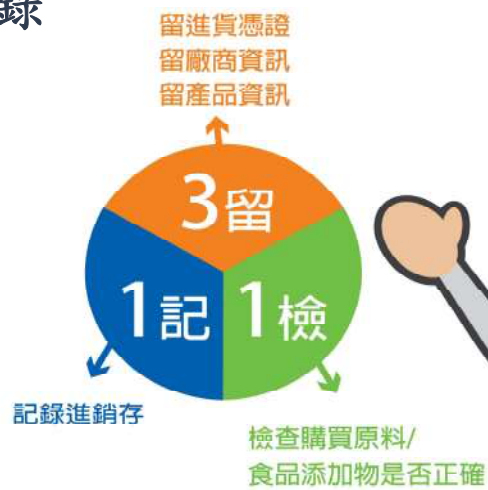 錄
留進貨憑證
留廠商資訊
留產品資訊
3留
1記
1檢
記錄進銷存
檢查購買原料/
食品添加物是否正確